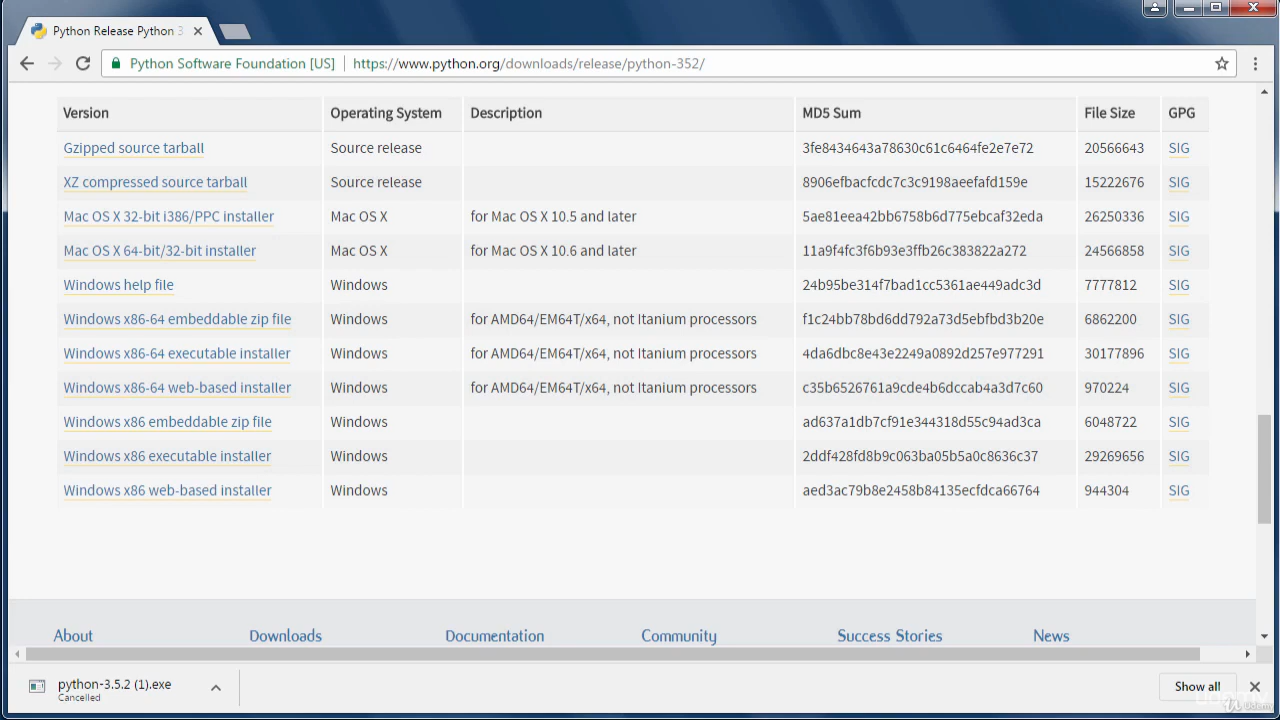 Python Release Python 3
Python Software Foundation [US] https://www.python.org/downloads/release/python-352/
Version Operating System Description MD5 Sum File Size GPG
Gzipped source tarball Source release 3fe8434643a78630c61c6464fe2e7e72 20566643 SIG
XZ compressed source tarball Source release 8906efbacfcdc7c3c9198aeefafd159e 15222676 SIG
Mac OS X 32-bit i386/PPC installer Mac OS X for Mac OS X 10.5 and later 5ae81eea42bb6758b6d775ebcaf32eda 26250336 SIG
Mac OS X 64-bit/32-bit installer Mac OS X for Mac OS X 10.6 and later 11a9f4fc3f6b93e3ffb26c383822a272 24566858 SIG
Windows help file Windows 24b95be314f7bad1cc5361ae449adc3d 7777812 SIG
Windows x86-64 embeddable zip file Windows for AMD64/EM64T/x64, not Itanium processors f1c24bb78bd6dd792a73d5ebfbd3b20e 6862200 SIG
Windows x86-64 executable installer Windows for AMD64/EM64T/x64, not Itanium processors 4da6dbc8e43e2249a0892d257e977291 30177896 SIG
Windows x86-64 web-based installer Windows for AMD64/EM64T/x64, not Itanium processors c35b6526761a9cde4b6dccab4a3d7c60 970224 SIG
Windows x86 embeddable zip file Windows ad637a1db7cf91e344318d55c94ad3ca 6048722 SIG
Windows x86 executable installer Windows 2ddf428fd8b9c063ba05b5a0c8636c37 29269656 SIG
Windows x86 web-based installer Windows aed3ac79b8e2458b84135ecfdca66764 944304 SIG
About Downloads Documentation Community Success Stories News
python-3.5.2 (1).exe
Cancelled
Show all
Udemy